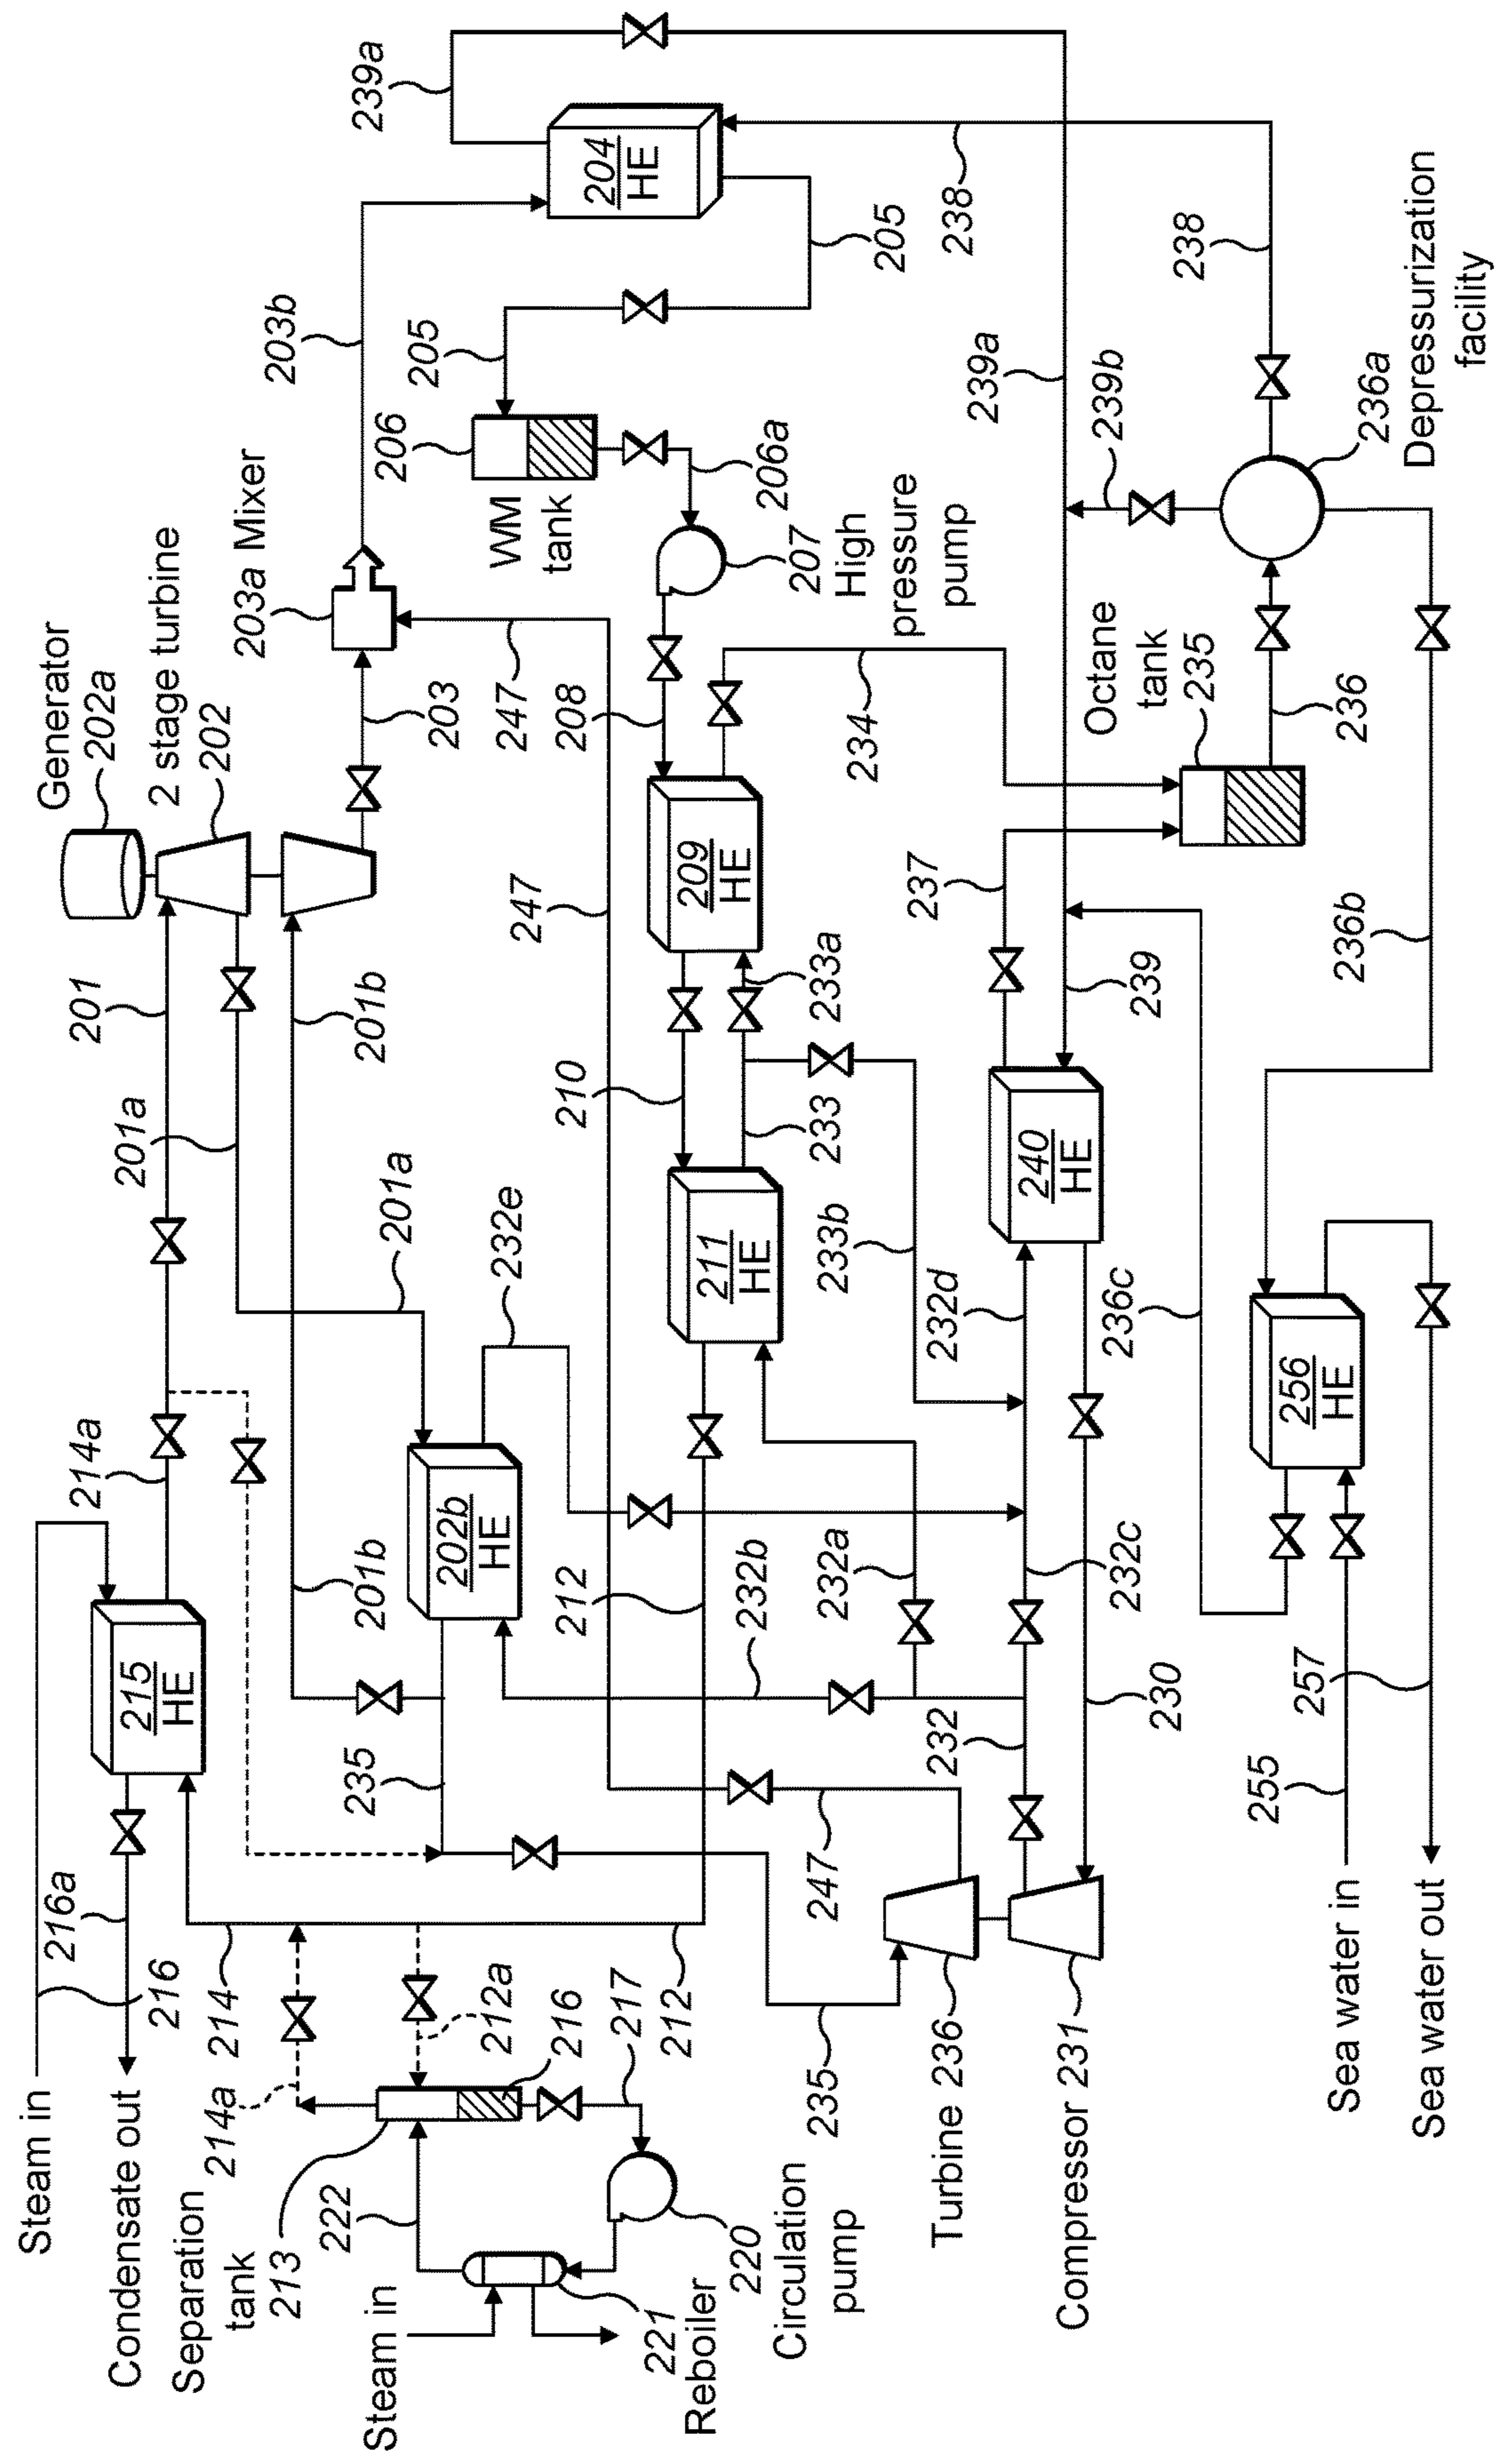 Steam in
Generator
202a
216a
214a
201
Condensate out
201a
2 stage turbine
216
215
HE
202
Separation
tank
213
214a
214
203a Mixer
203b
222
235
201b
201b
239a
Steam in
201a
206
205
203
202b
HE
212a
232e
WM
tank
247
247
212
216
210
208
204
HE
217
221
Reboiler
212
209
HE
211
HE
220
232b
206a
Circulation
pump
207
High
pressure
pump
235
247
232a
233b
233
233a
234
205
237
Turbine 236
232
232d
238
239a
240
HE
Compressor 231
Octane
tank
235
239b
232c
236c
239
230
238
255
256
HE
257
Sea water in
236
236b
236a
Depressurization
facility
Sea water out